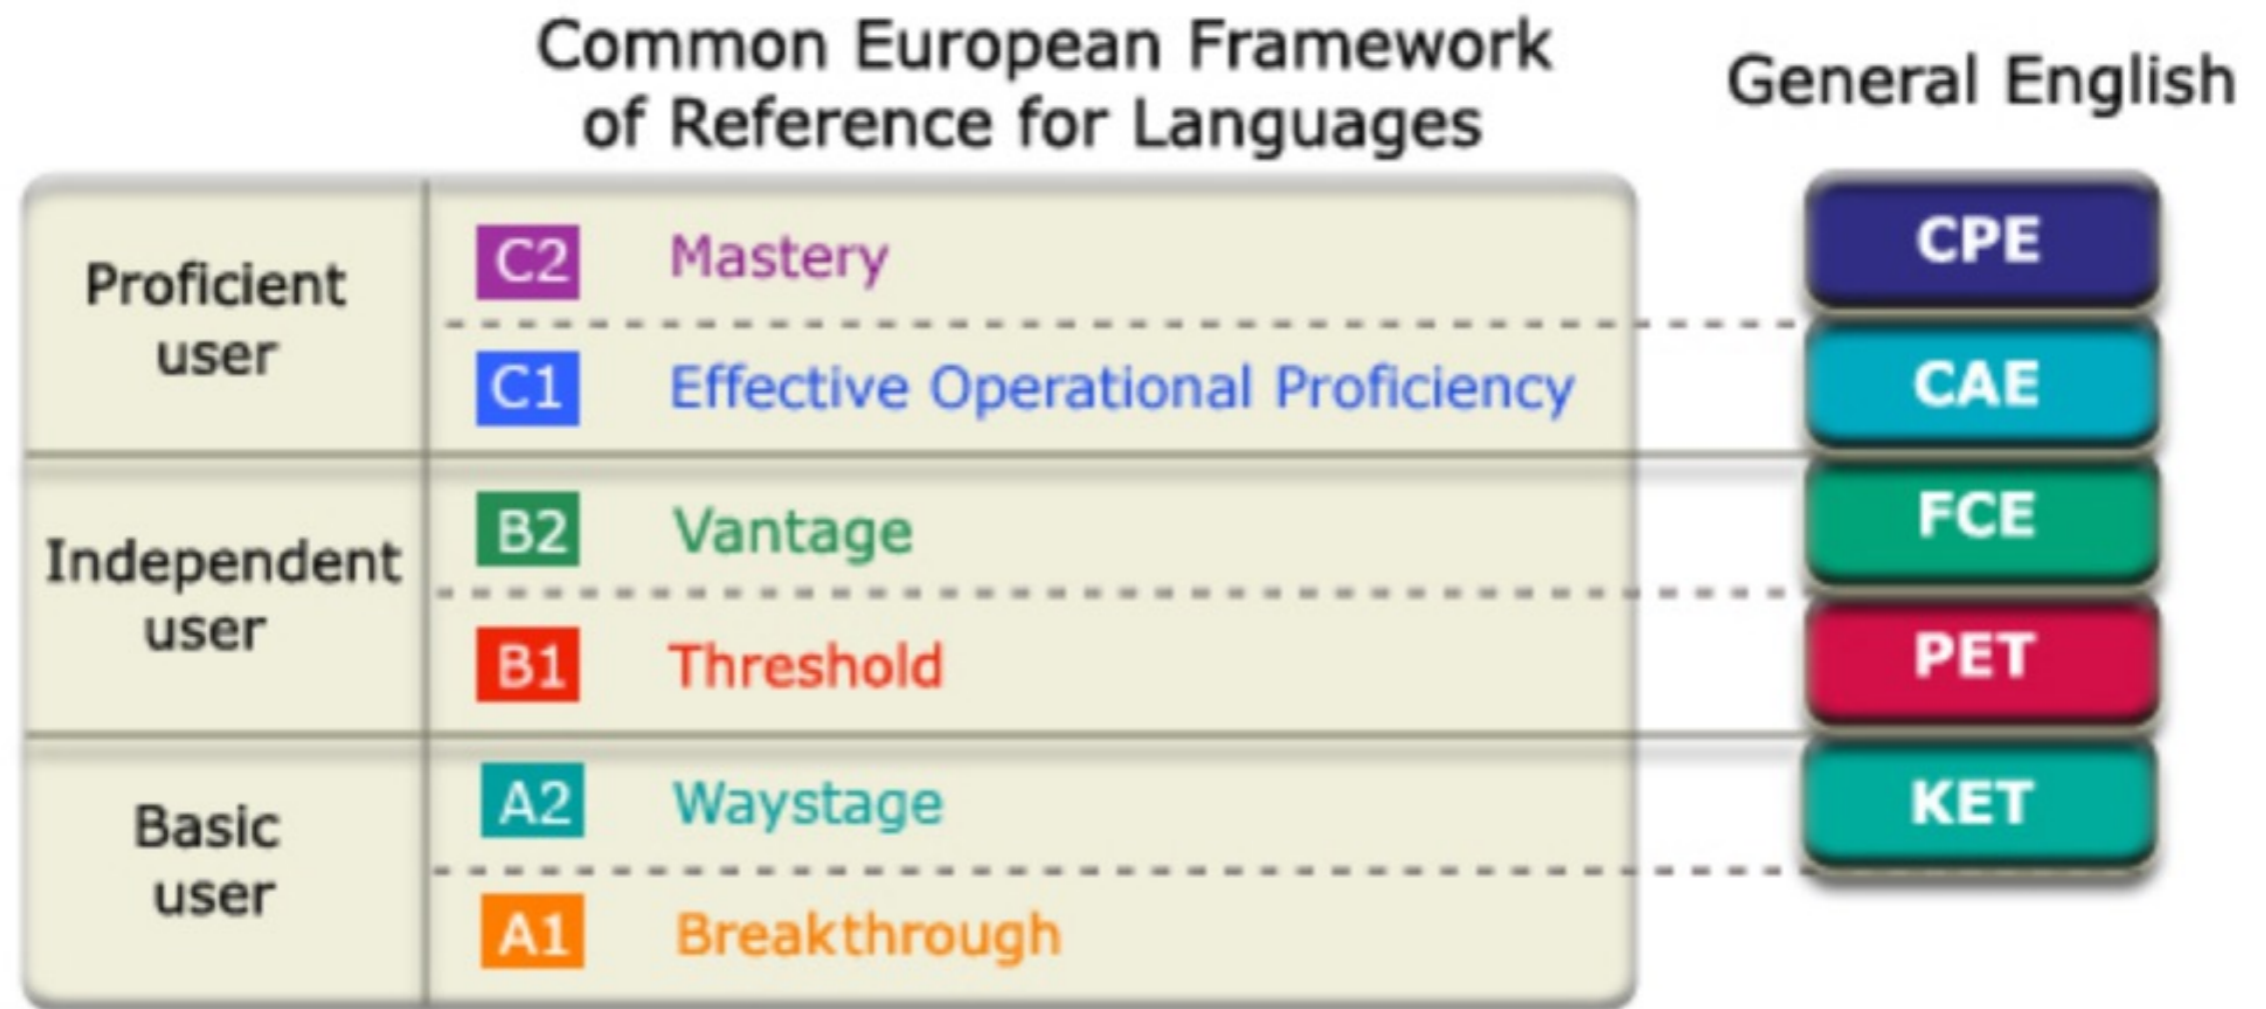 Common European Framework
of Reference for Languages
General English
Proficient
user
C2 Mastery
CPE
C1 Effective Operational Proficiency
CAE
Independent
user
B2 Vantage
FCE
B1 Threshold
PET
Basic
user
A2 Waystage
KET
A1 Breakthrough